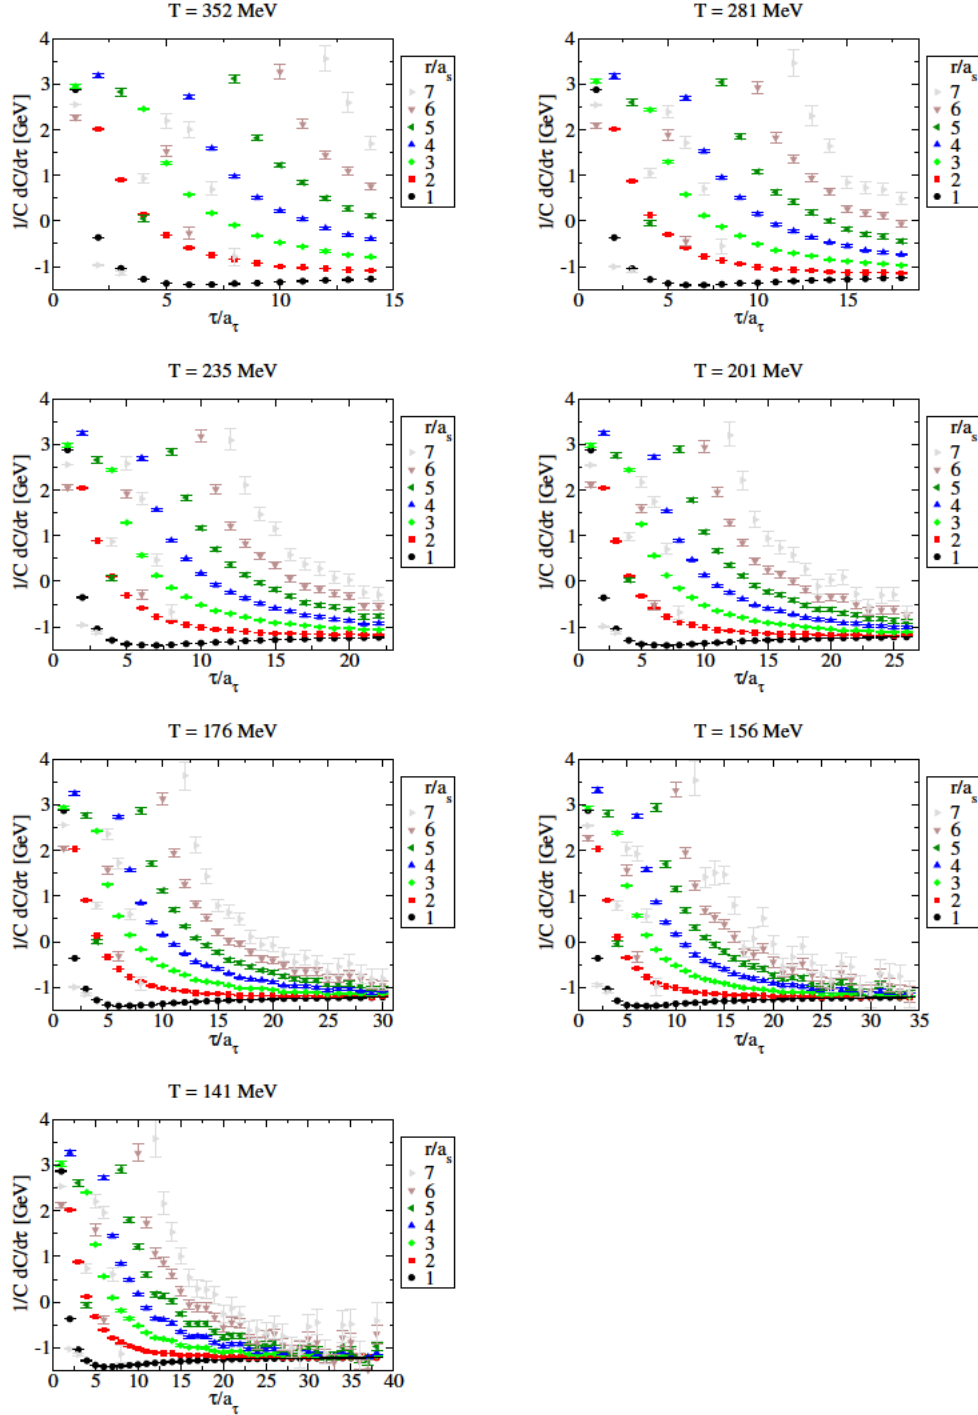 T = 352 MeV
1/C dC/dτ [GeV]
4
3
2
1
0
-1
0 5 10 15
τ/a_τ
r/a_s
7
6
5
4
3
2
1
T = 281 MeV
1/C dC/dτ [GeV]
4
3
2
1
0
-1
0 5 10 15
τ/a_τ
r/a_s
7
6
5
4
3
2
1
T = 235 MeV
1/C dC/dτ [GeV]
4
3
2
1
0
-1
0 5 10 15 20
τ/a_τ
r/a_s
7
6
5
4
3
2
1
T = 201 MeV
1/C dC/dτ [GeV]
4
3
2
1
0
-1
0 5 10 15 20 25
τ/a_τ
r/a_s
7
6
5
4
3
2
1
T = 176 MeV
1/C dC/dτ [GeV]
4
3
2
1
0
-1
0 5 10 15 20 25 30
τ/a_τ
r/a_s
7
6
5
4
3
2
1
T = 156 MeV
1/C dC/dτ [GeV]
4
3
2
1
0
-1
0 5 10 15 20 25 30 35
τ/a_τ
r/a_s
7
6
5
4
3
2
1
T = 141 MeV
1/C dC/dτ [GeV]
4
3
2
1
0
-1
0 5 10 15 20 25 30 35 40
τ/a_τ
r/a_s
7
6
5
4
3
2
1